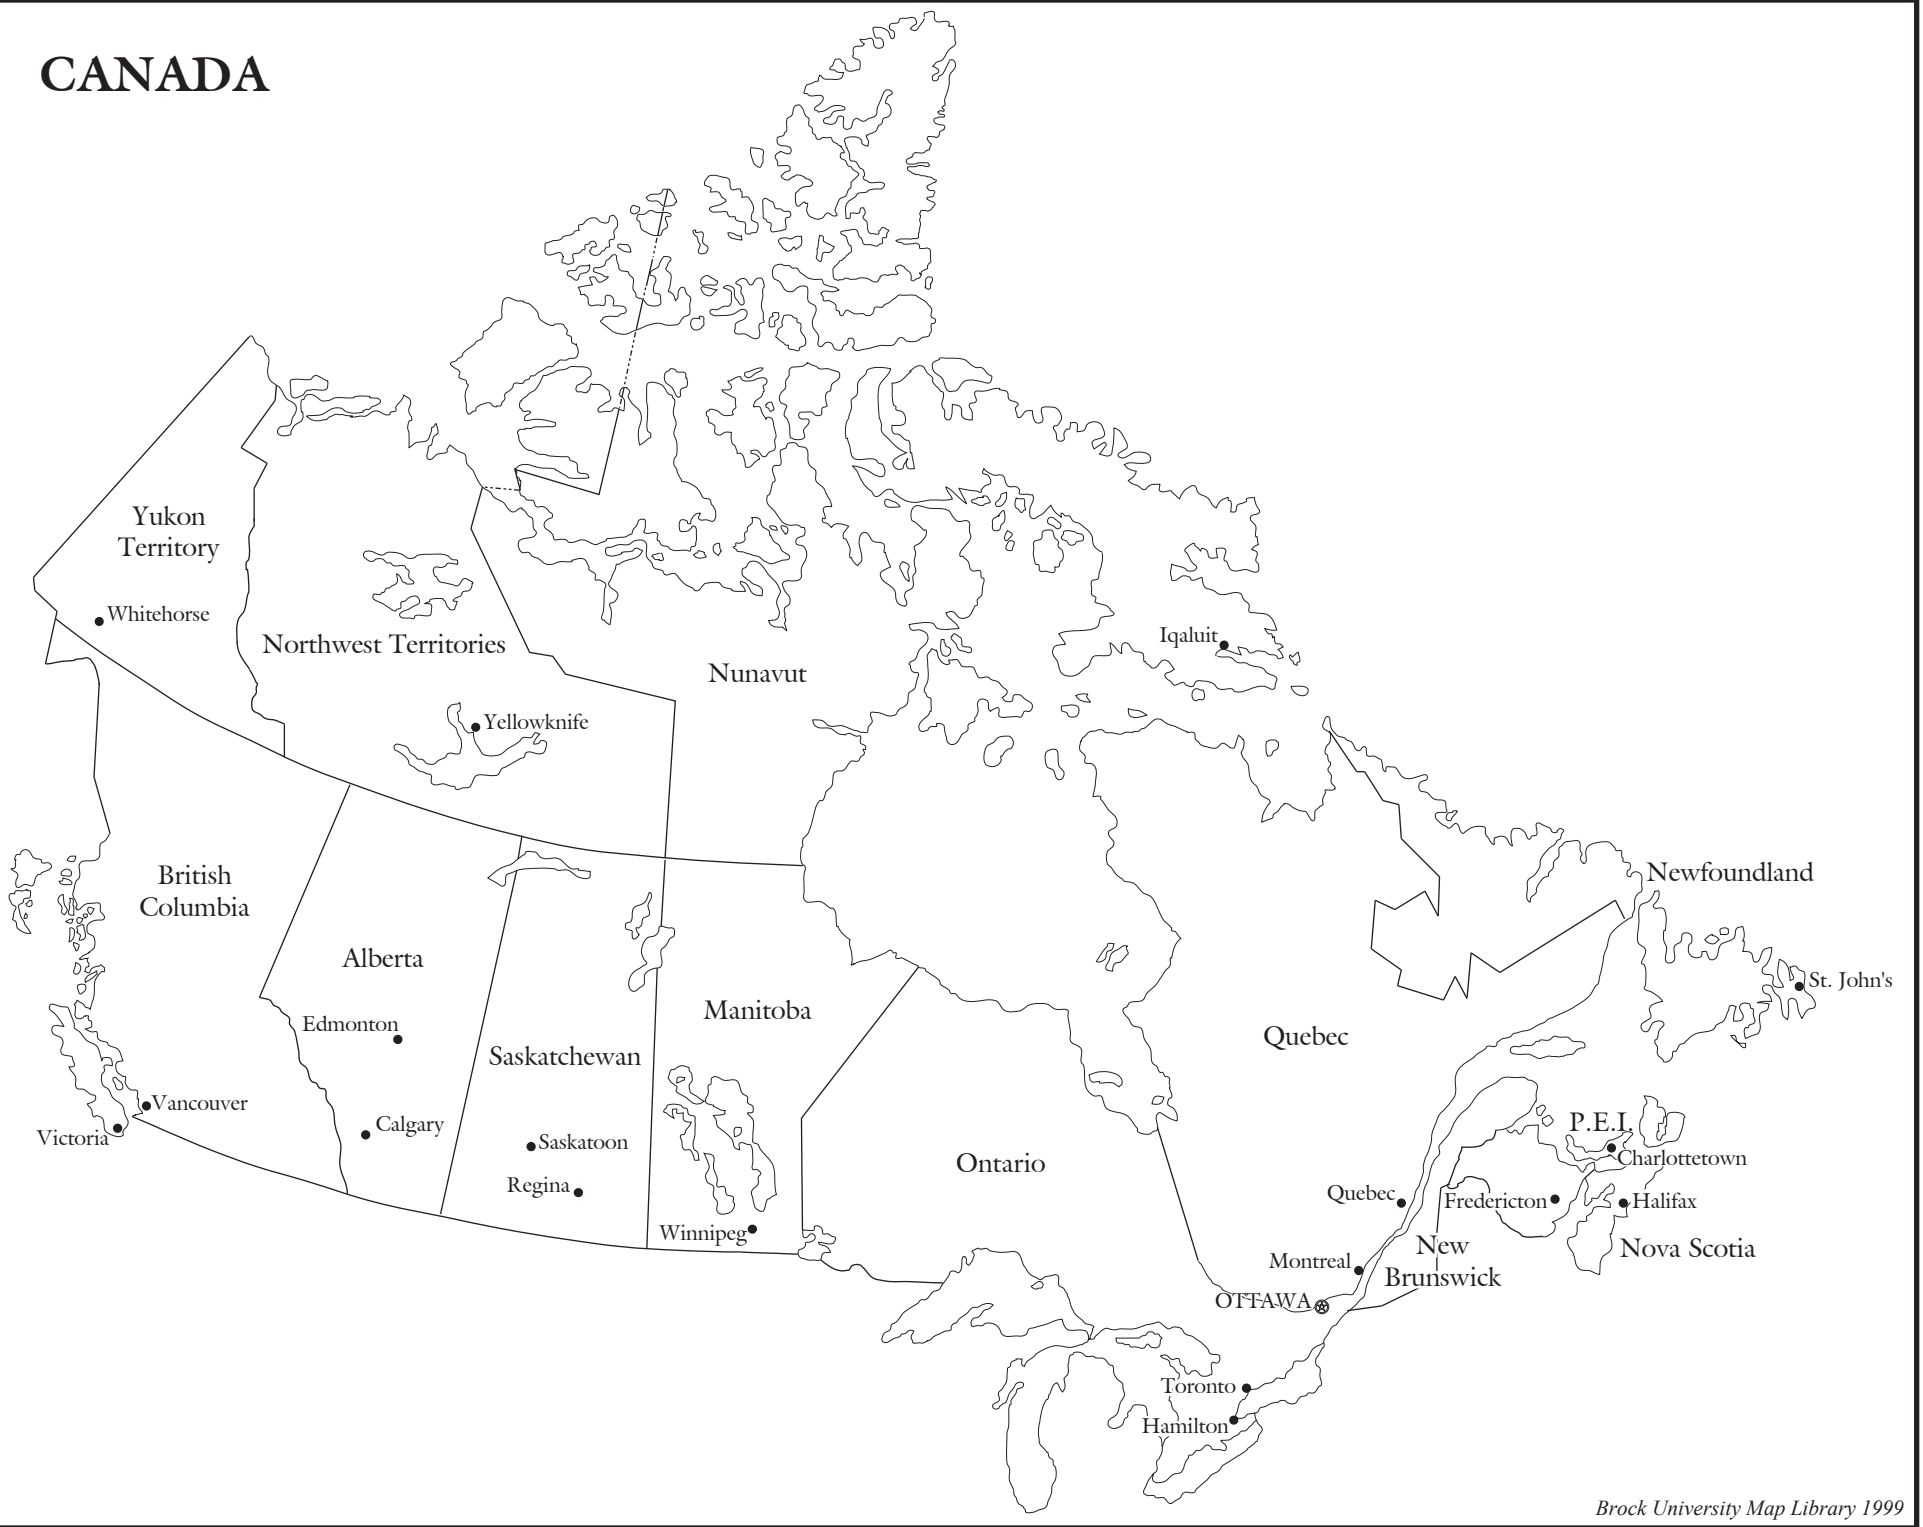 CANADA
Yukon
Territory
Whitehorse
Northwest Territories
Iqaluit
Nunavut
Yellowknife
British
Columbia
Newfoundland
Alberta
St. John's
Manitoba
Edmonton
Quebec
Saskatchewan
Vancouver
Victoria
Calgary
P.E.I.
Saskatoon
Charlottetown
Ontario
Regina
Quebec
Fredericton
Halifax
Winnipeg
New
Brunswick
Nova Scotia
Montreal
OTTAWA
Toronto
Hamilton
Brock University Map Library 1999